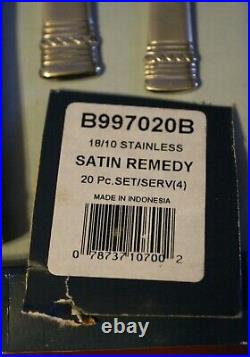 B997020B
18/10 STAINLESS
SATIN REMEDY
20 Pc.SET/SERV(4)
MADE IN INDONESIA
0 78737 10700 2